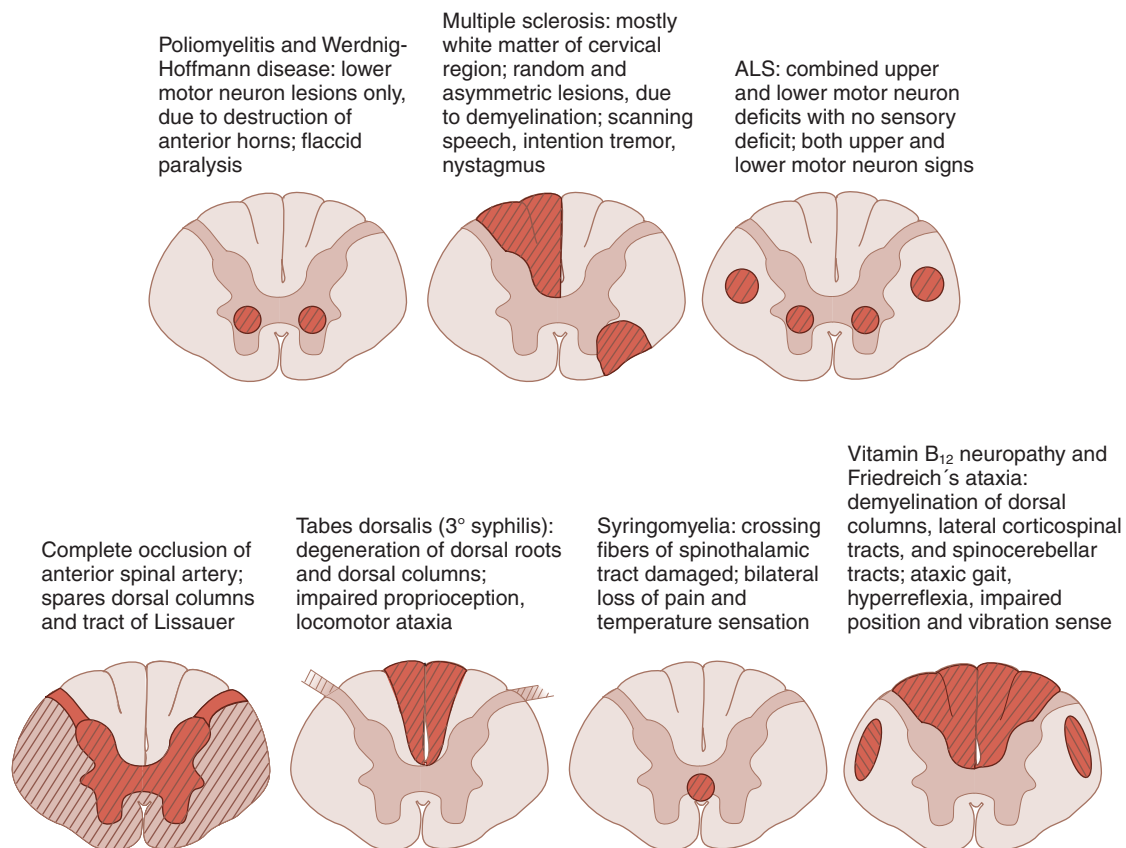 Poliomyelitis and Werdnig-
Hoffmann disease: lower
motor neuron lesions only,
due to destruction of
anterior horns; flaccid
paralysis
Multiple sclerosis: mostly
white matter of cervical
region; random and
asymmetric lesions, due
to demyelination; scanning
speech, intention tremor,
nystagmus
ALS: combined upper
and lower motor neuron
deficits with no sensory
deficit; both upper and
lower motor neuron signs
Complete occlusion of
anterior spinal artery;
spares dorsal columns
and tract of Lissauer
Tabes dorsalis (3° syphilis):
degeneration of dorsal roots
and dorsal columns;
impaired proprioception,
locomotor ataxia
Syringomyelia: crossing
fibers of spinothalamic
tract damaged; bilateral
loss of pain and
temperature sensation
Vitamin B₁₂ neuropathy and
Friedreich´s ataxia:
demyelination of dorsal
columns, lateral corticospinal
tracts, and spinocerebellar
tracts; ataxic gait,
hyperreflexia, impaired
position and vibration sense